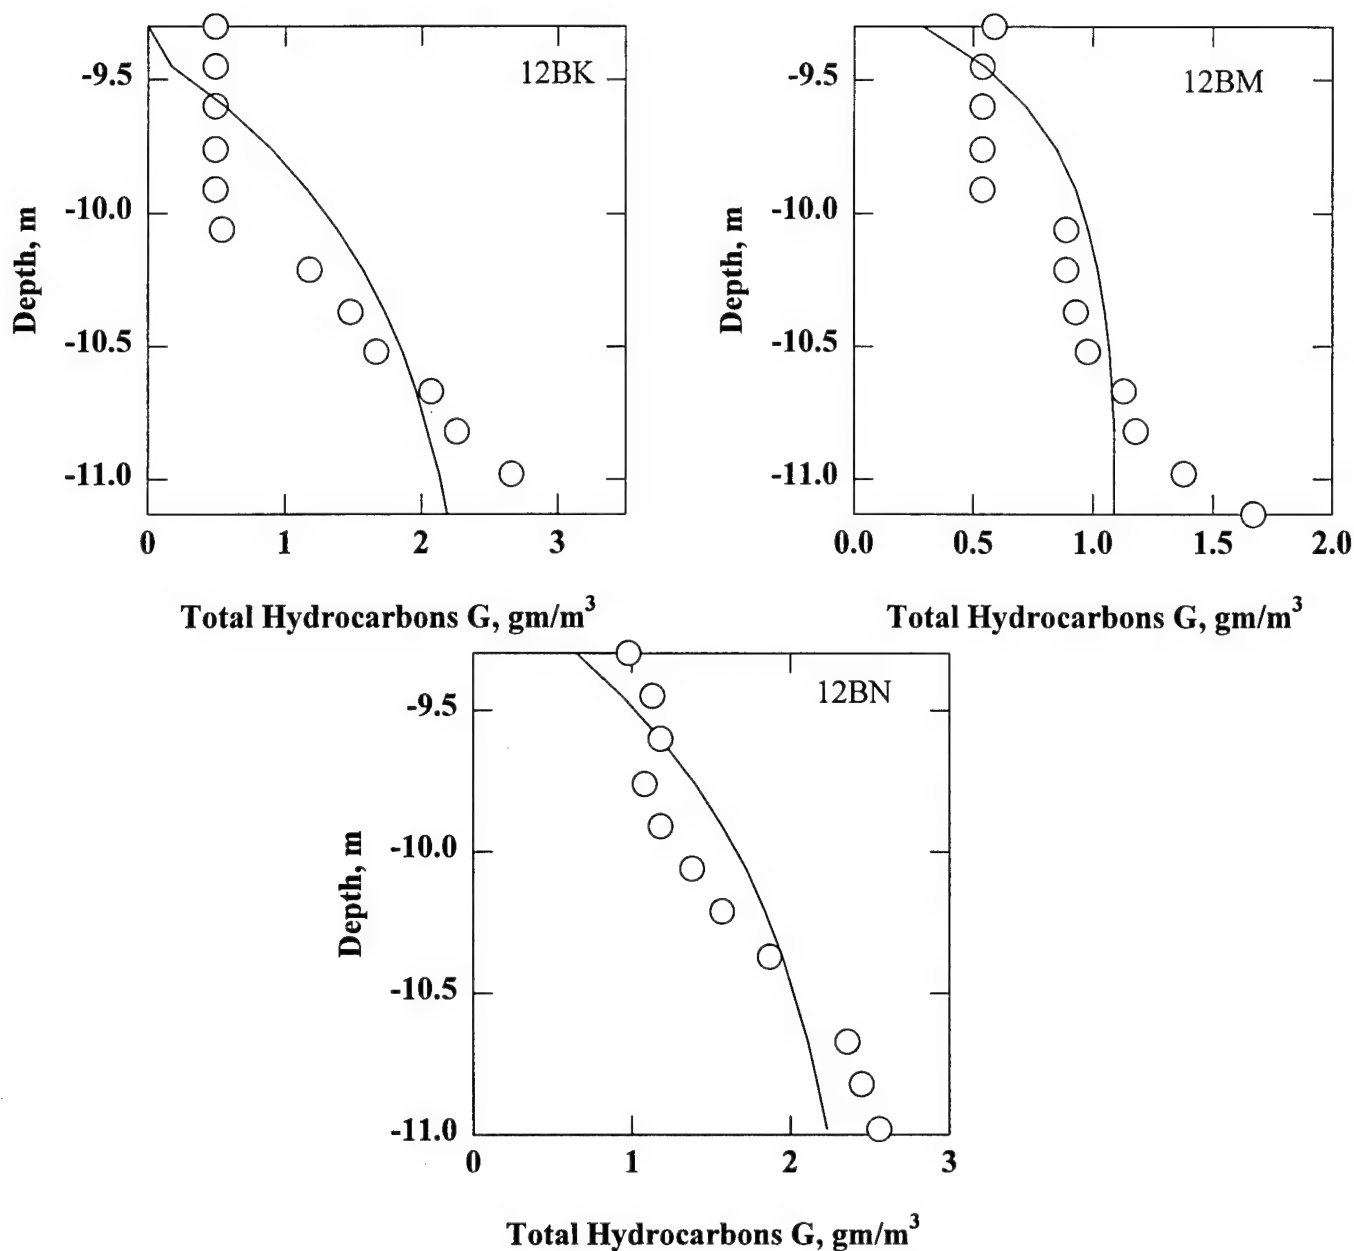 12BK
-9.5
-10.0
-10.5
-11.0
Depth, m
0 1 2 3
Total Hydrocarbons G, gm/m³
12BM
-9.5
-10.0
-10.5
-11.0
Depth, m
0.0 0.5 1.0 1.5 2.0
Total Hydrocarbons G, gm/m³
12BN
-9.5
-10.0
-10.5
-11.0
Depth, m
0 1 2 3
Total Hydrocarbons G, gm/m³